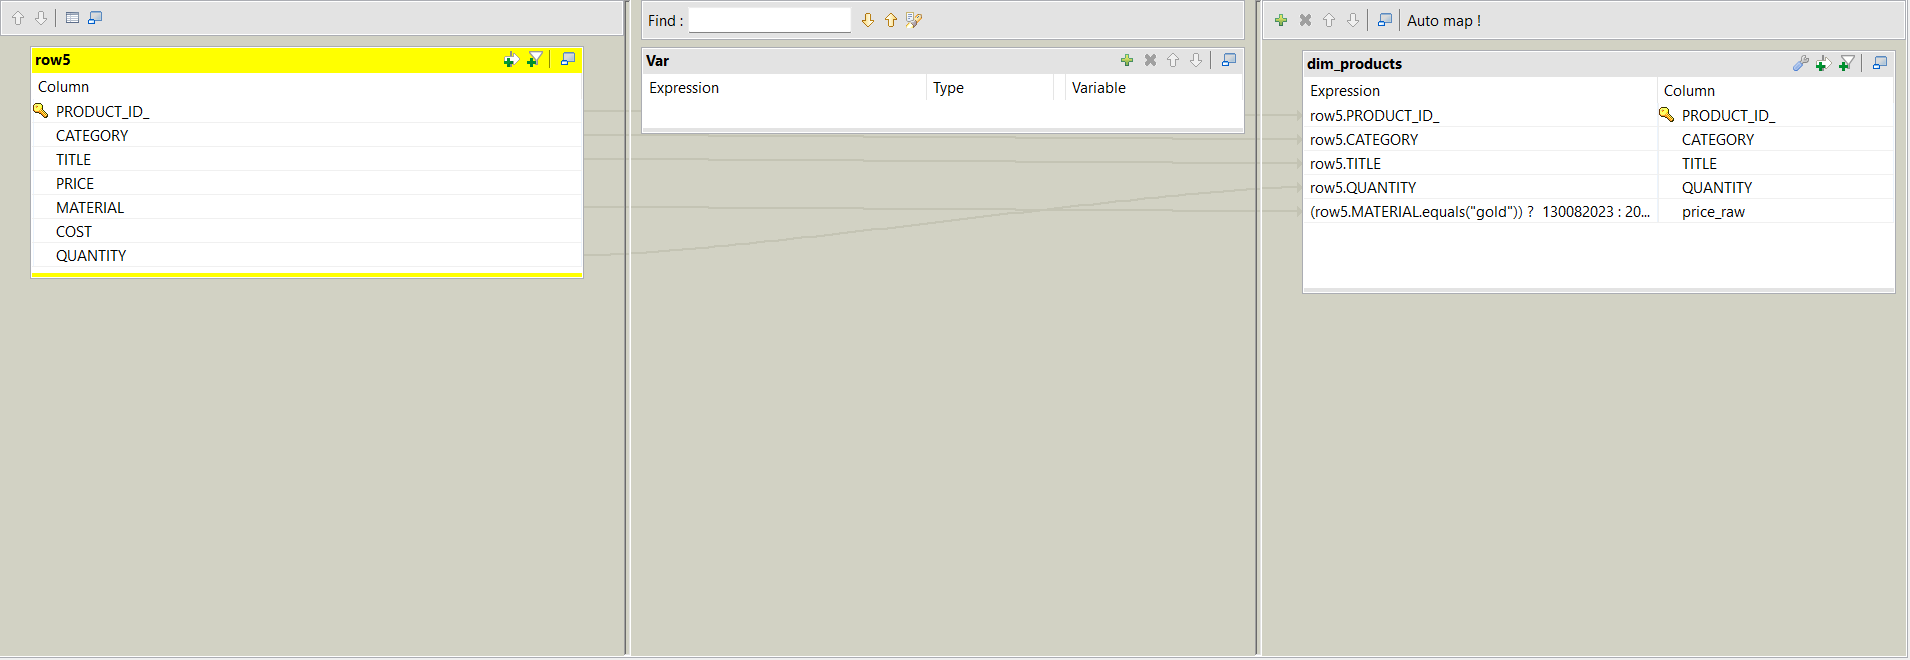 row5
Column
PRODUCT_ID_
CATEGORY
TITLE
PRICE
MATERIAL
COST
QUANTITY
Find :
Var
Expression Type Variable
Auto map !
dim_products
Expression Column
row5.PRODUCT_ID_ PRODUCT_ID_
row5.CATEGORY CATEGORY
row5.TITLE TITLE
row5.QUANTITY QUANTITY
(row5.MATERIAL.equals("gold")) ? 130082023 : 20... price_raw